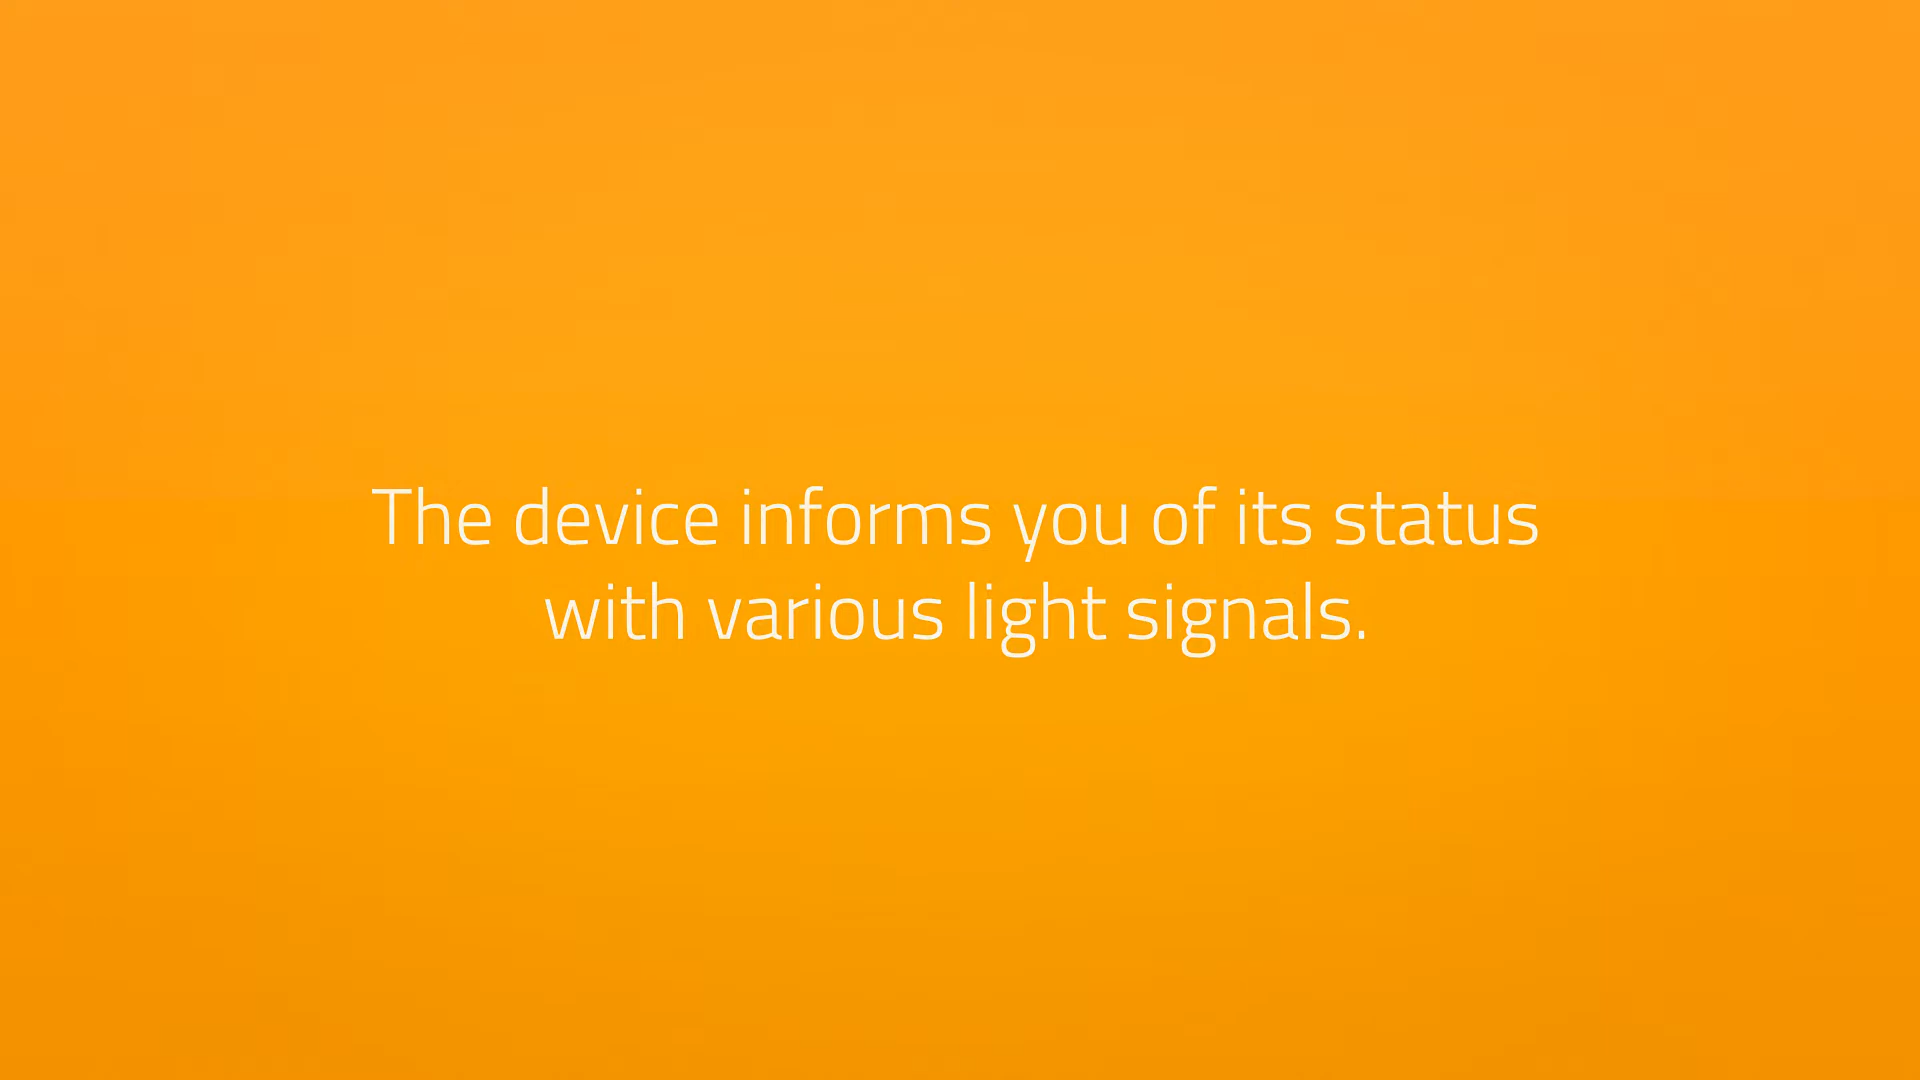 The device informs you of its status
with various light signals.